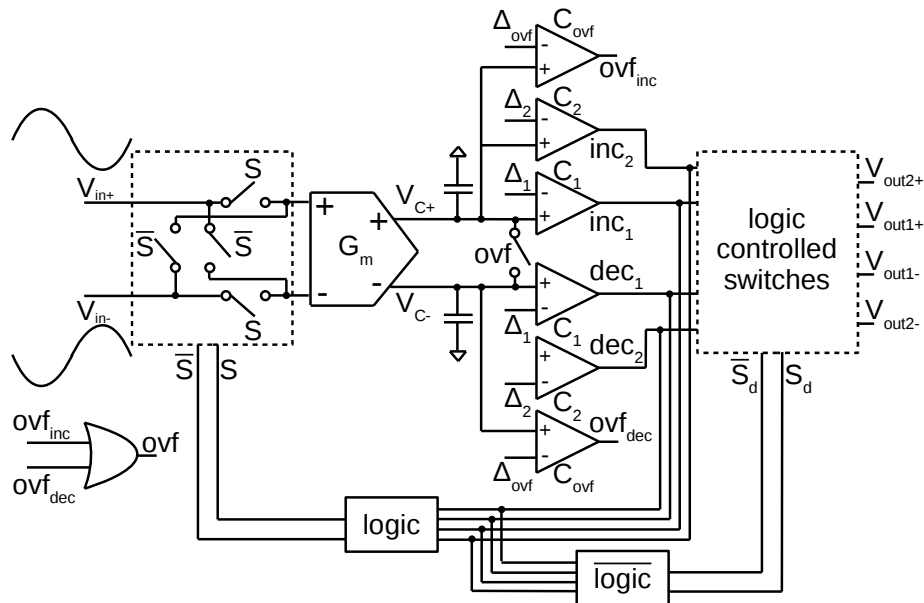 Δovf
Covf
-
+
ovfinc
Δ2
C2
-
+
inc2
Δ1
C1
-
+
inc1
Vin+
S
S̅
S̅
S
Vin-
+
-
Gm
+
-
VC+
VC-
ovf
+
-
dec1
Δ1
C1
+
-
dec2
Δ2
C2
+
-
ovfdec
Δovf
Covf
logic
controlled
switches
Vout2+
Vout1+
Vout1-
Vout2-
S̅ S
S̅d Sd
ovfinc
ovfdec
ovf
logic
l̅o̅g̅i̅c̅